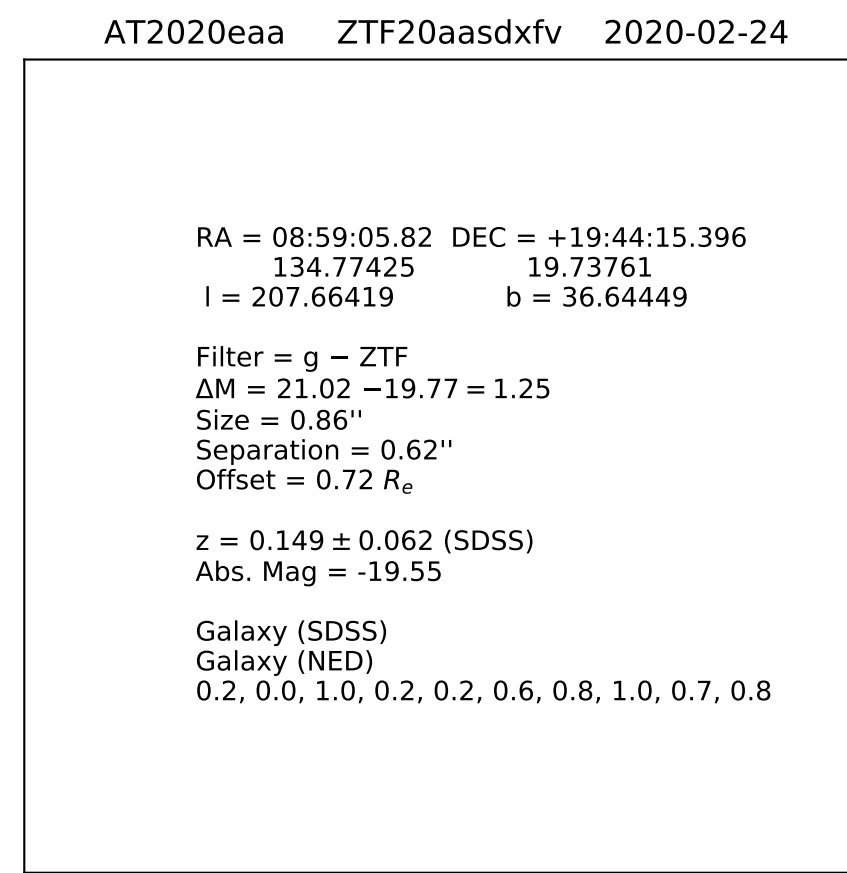 AT2020eaa ZTF20aasdxfv 2020-02-24
RA = 08:59:05.82 DEC = +19:44:15.396
134.77425 19.73761
l = 207.66419 b = 36.64449
Filter = g − ZTF
ΔM = 21.02 −19.77 = 1.25
Size = 0.86''
Separation = 0.62''
Offset = 0.72 Rₑ
z = 0.149 ± 0.062 (SDSS)
Abs. Mag = -19.55
Galaxy (SDSS)
Galaxy (NED)
0.2, 0.0, 1.0, 0.2, 0.2, 0.6, 0.8, 1.0, 0.7, 0.8